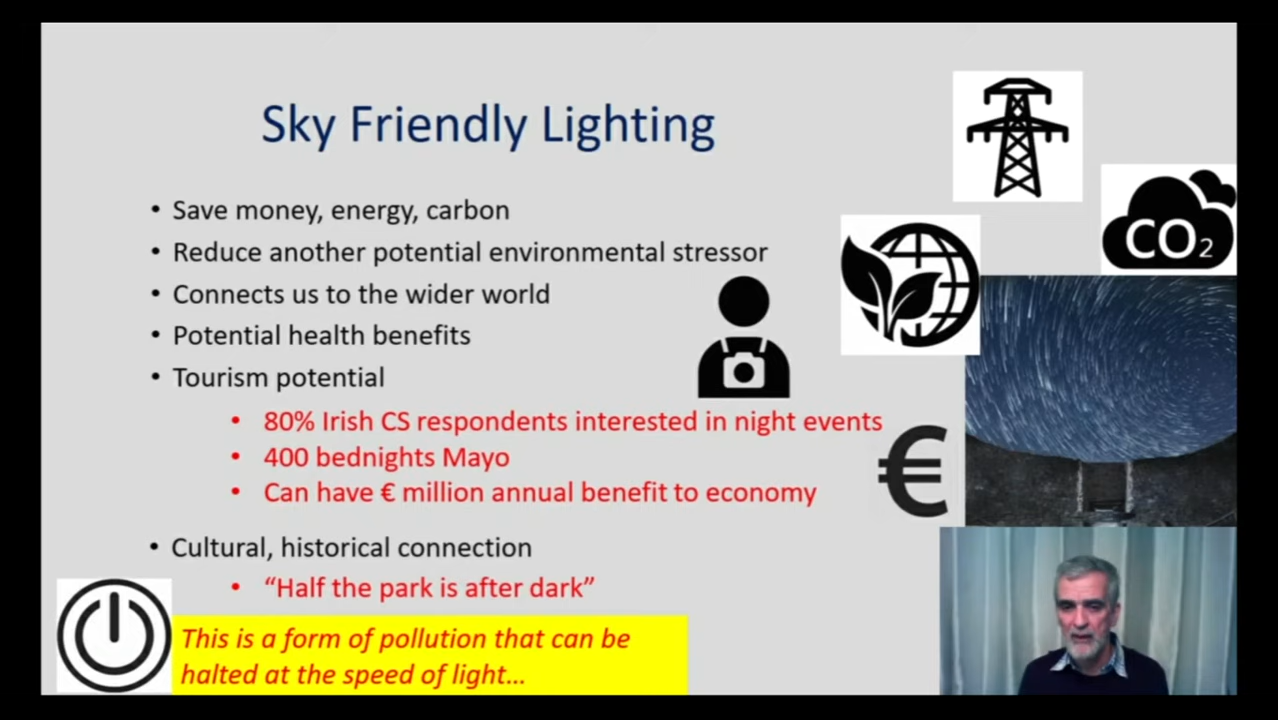 Sky Friendly Lighting
• Save money, energy, carbon
• Reduce another potential environmental stressor
• Connects us to the wider world
• Potential health benefits
• Tourism potential
• 80% Irish CS respondents interested in night events
• 400 bednights Mayo
• Can have € million annual benefit to economy
• Cultural, historical connection
• “Half the park is after dark”
This is a form of pollution that can be
halted at the speed of light...
CO₂
€